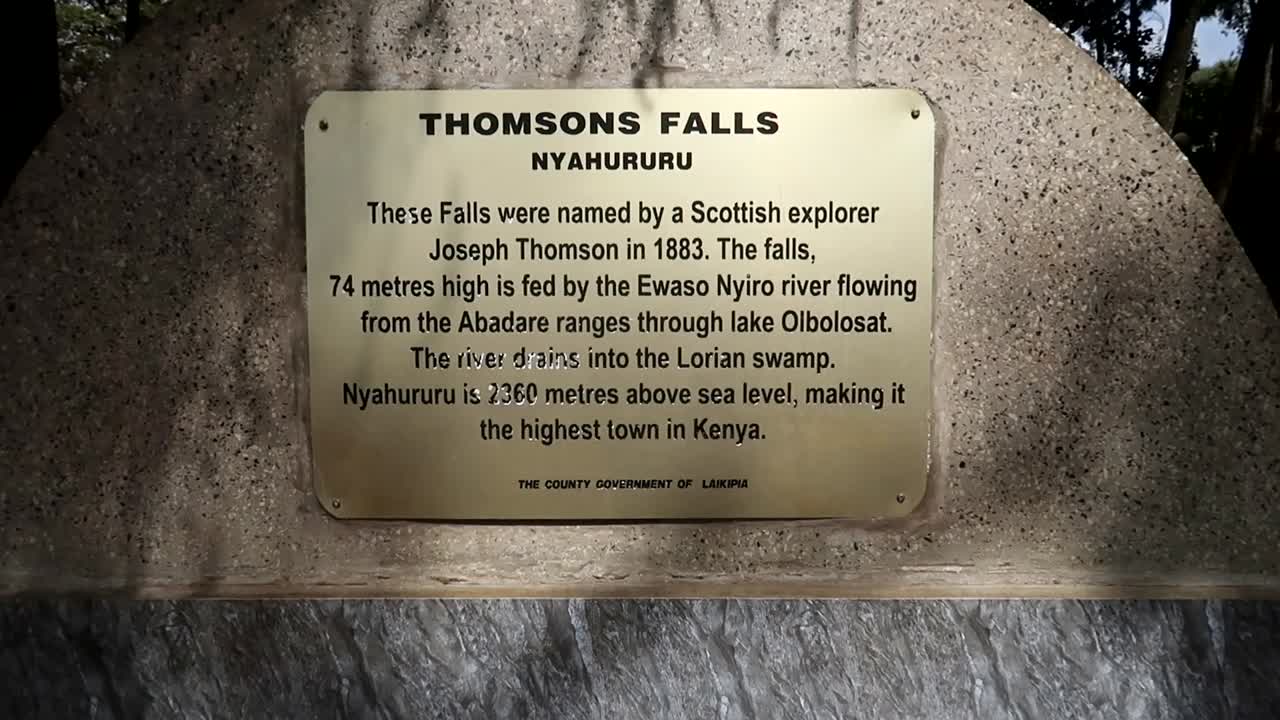 THOMSONS FALLS
NYAHURURU
These Falls were named by a Scottish explorer
Joseph Thomson in 1883. The falls,
74 metres high is fed by the Ewaso Nyiro river flowing
from the Abadare ranges through lake Olbolosat.
The river drains into the Lorian swamp.
Nyahururu is 2360 metres above sea level, making it
the highest town in Kenya.
THE COUNTY GOVERNMENT OF LAIKIPIA